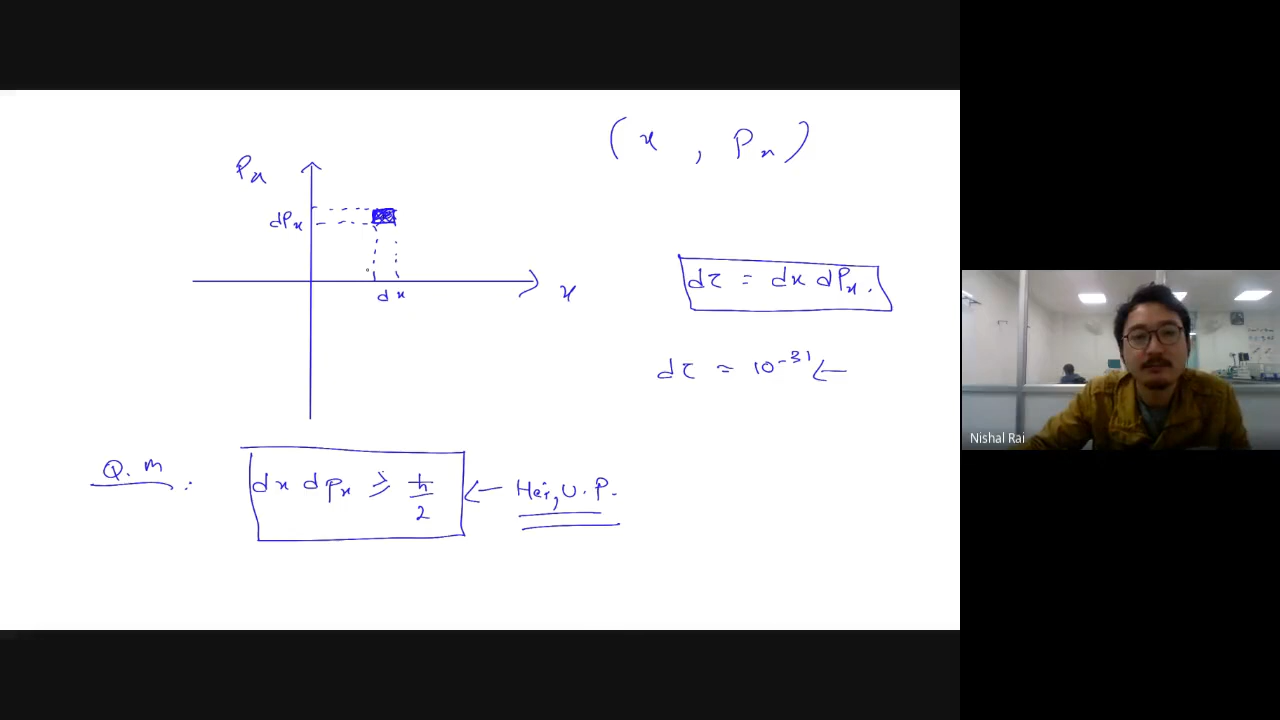 (x , Px)
Px
dPx
dx
x
dτ = dx dPx.
dτ ≈ 10⁻³¹ ←
Q.m :
dx dpx ≥ ℏ/2 ← Hei, U.P.
Nishal Rai